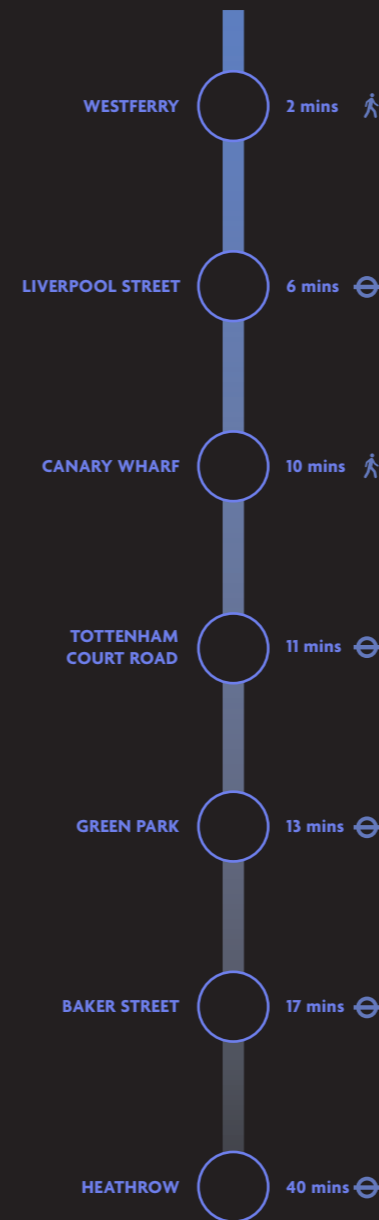 WESTFERRY 2 mins
LIVERPOOL STREET 6 mins
CANARY WHARF 10 mins
TOTTENHAM
COURT ROAD 11 mins
GREEN PARK 13 mins
BAKER STREET 17 mins
HEATHROW 40 mins